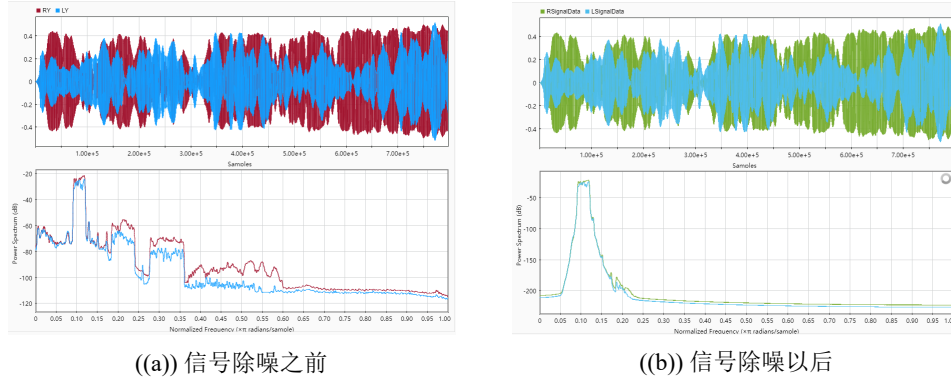 RY LY
0.4
0.2
0
-0.2
-0.4
1.00e+5 2.00e+5 3.00e+5 4.00e+5 5.00e+5 6.00e+5 7.00e+5
Samples
-20
-40
-60
-80
-100
-120
Power Spectrum (dB)
0 0.05 0.10 0.15 0.20 0.25 0.30 0.35 0.40 0.45 0.50 0.55 0.60 0.65 0.70 0.75 0.80 0.85 0.90 0.95 1.00
Normalized Frequency (×π radians/sample)
((a)) 信号除噪之前
RSignalData LSignalData
0.4
0.2
0
-0.2
-0.4
1.00e+5 2.00e+5 3.00e+5 4.00e+5 5.00e+5 6.00e+5 7.00e+5
Samples
-50
-100
-150
-200
Power Spectrum (dB)
0 0.05 0.10 0.15 0.20 0.25 0.30 0.35 0.40 0.45 0.50 0.55 0.60 0.65 0.70 0.75 0.80 0.85 0.90 0.95 1.0
Normalized Frequency (×π radians/sample)
((b)) 信号除噪以后